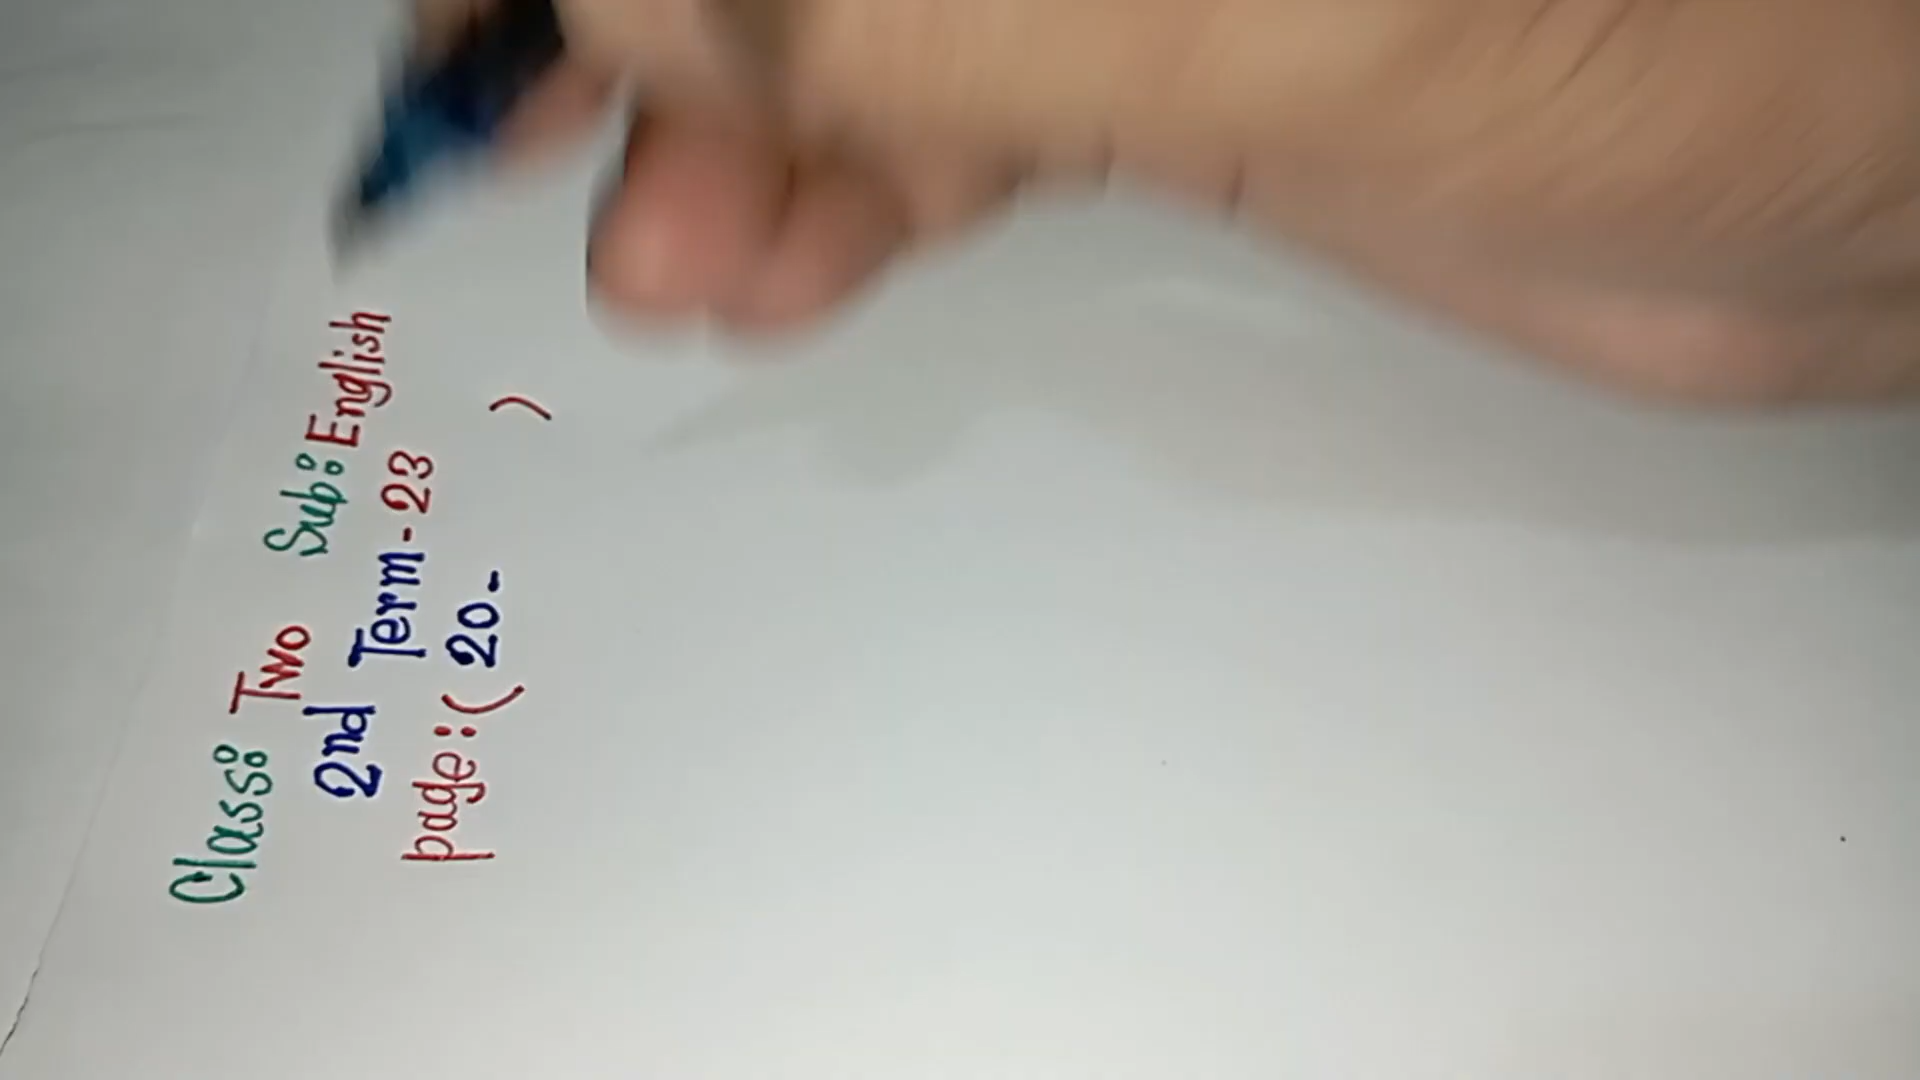 Class: Two Sub: English
2nd Term-23
page: ( 20- )